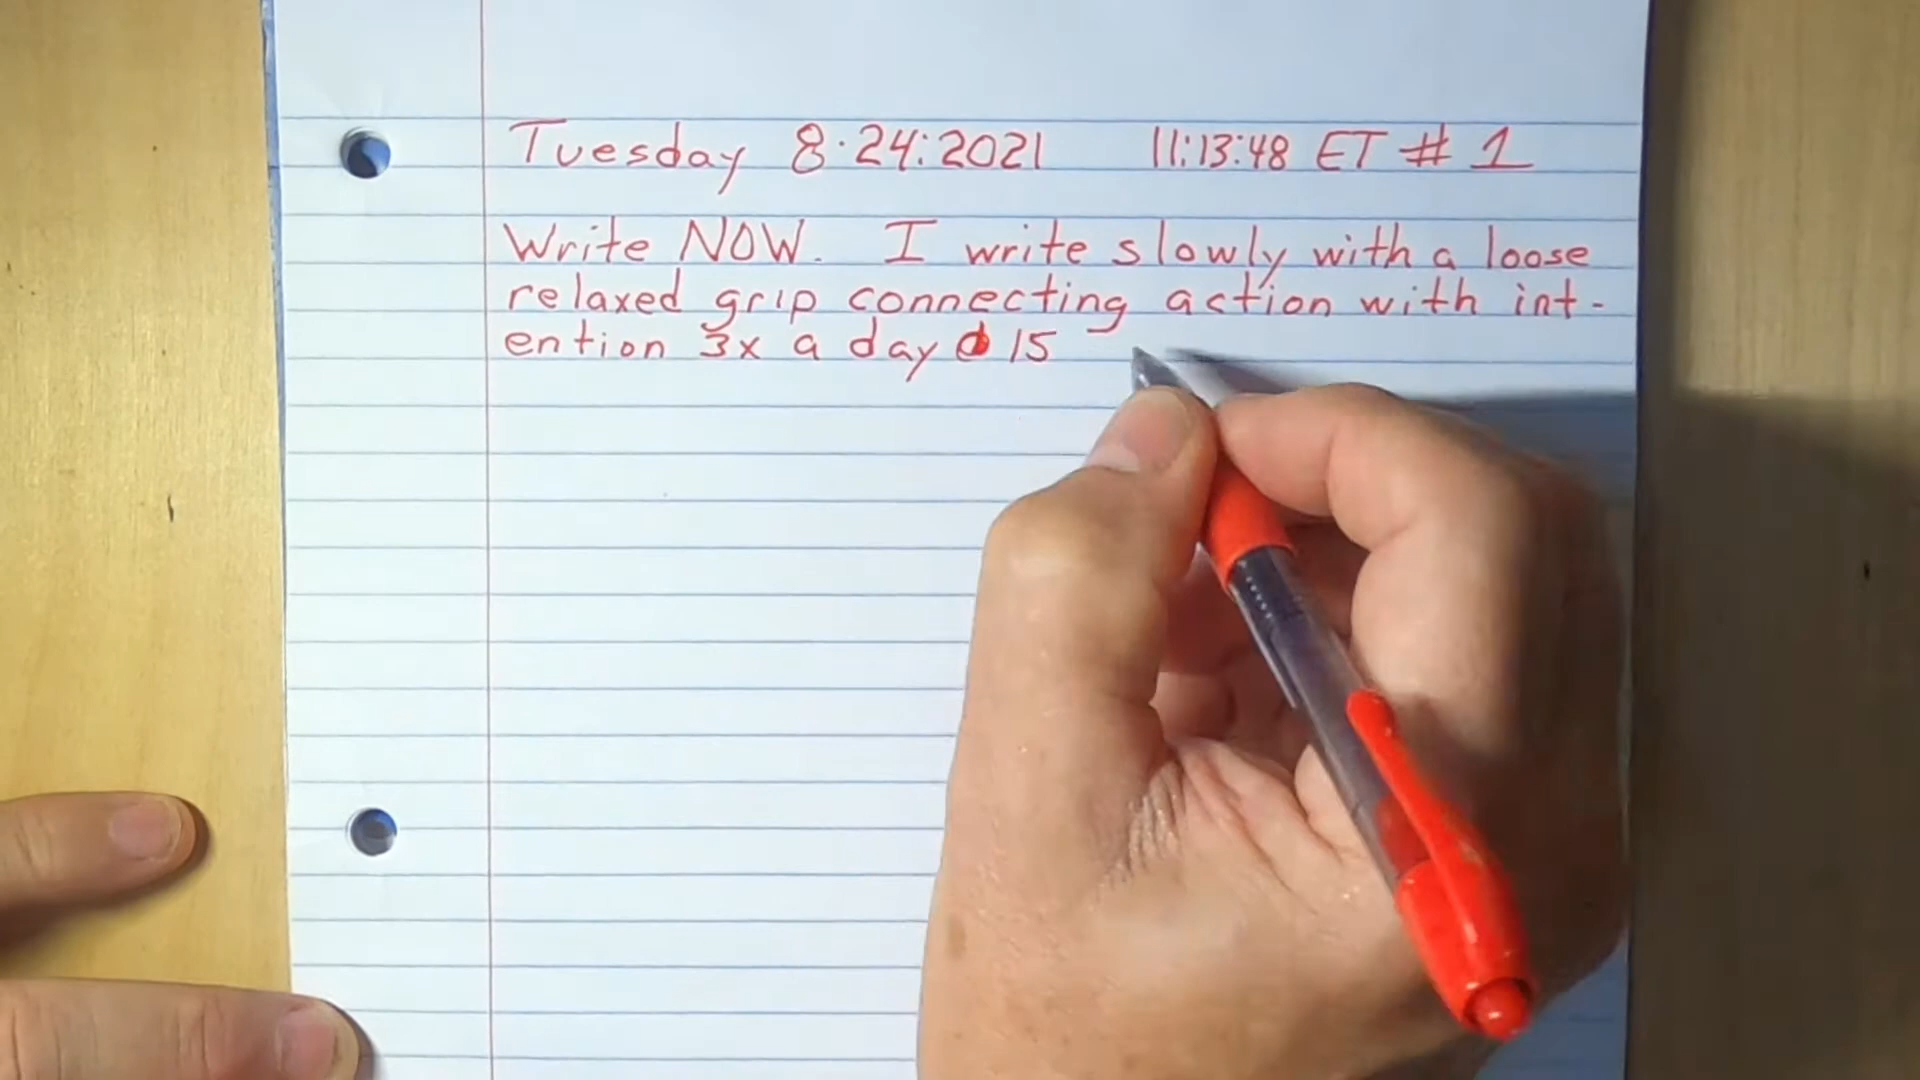 Tuesday 8·24:2021 11:13:48 ET # 1
Write NOW. I write slowly with a loose
relaxed grip connecting action with int-
ention 3x a day 15